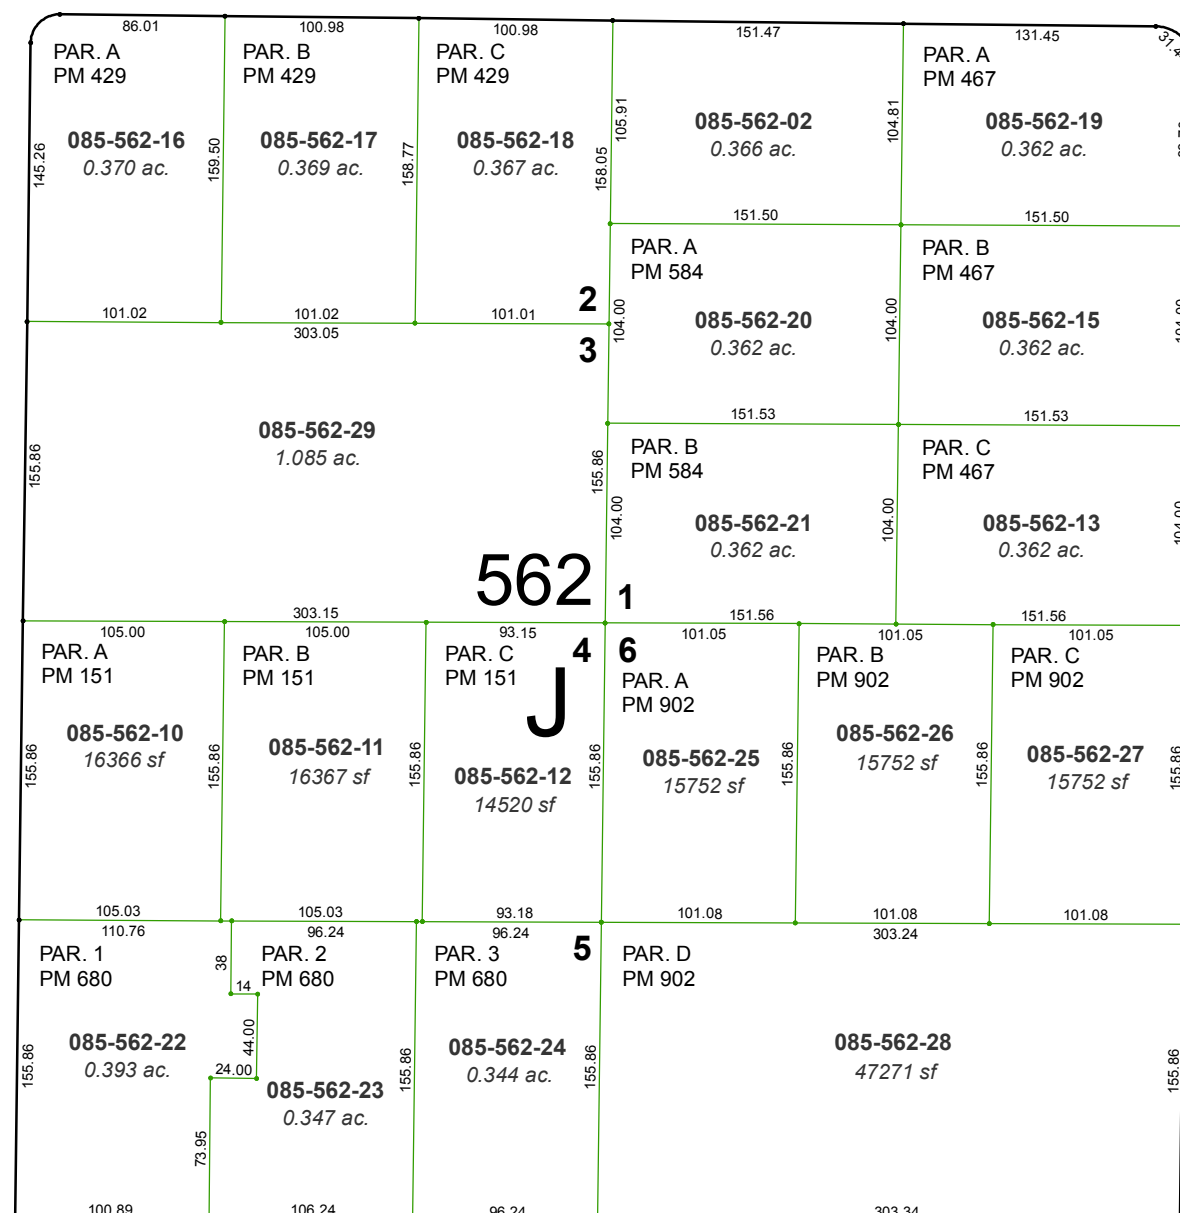 86.01
100.98
100.98
151.47
131.45
PAR. A
PM 429
PAR. B
PM 429
PAR. C
PM 429
PAR. A
PM 467
145.26
159.50
158.77
158.05
105.91
104.81
085-562-16
0.370 ac.
085-562-17
0.369 ac.
085-562-18
0.367 ac.
085-562-02
0.366 ac.
085-562-19
0.362 ac.
151.50
151.50
PAR. A
PM 584
PAR. B
PM 467
101.02
101.02
101.01
2
303.05
3
104.00
104.00
104.00
085-562-20
0.362 ac.
085-562-15
0.362 ac.
151.53
151.53
085-562-29
1.085 ac.
PAR. B
PM 584
PAR. C
PM 467
155.86
155.86
104.00
104.00
104.00
085-562-21
0.362 ac.
085-562-13
0.362 ac.
562
1
303.15
151.56
151.56
105.00
105.00
93.15
4
6
101.05
101.05
101.05
PAR. A
PM 151
PAR. B
PM 151
PAR. C
PM 151
J
PAR. A
PM 902
PAR. B
PM 902
PAR. C
PM 902
085-562-10
16366 sf
085-562-11
16367 sf
085-562-12
14520 sf
085-562-25
15752 sf
085-562-26
15752 sf
085-562-27
15752 sf
155.86
155.86
155.86
155.86
155.86
155.86
155.86
105.03
105.03
93.18
101.08
101.08
101.08
110.76
96.24
96.24
5
303.24
PAR. 1
PM 680
38
14
PAR. 2
PM 680
PAR. 3
PM 680
PAR. D
PM 902
085-562-22
0.393 ac.
44.00
24.00
085-562-23
0.347 ac.
085-562-24
0.344 ac.
085-562-28
47271 sf
155.86
155.86
155.86
155.86
73.95
100.89
106.24
96.24
303.34